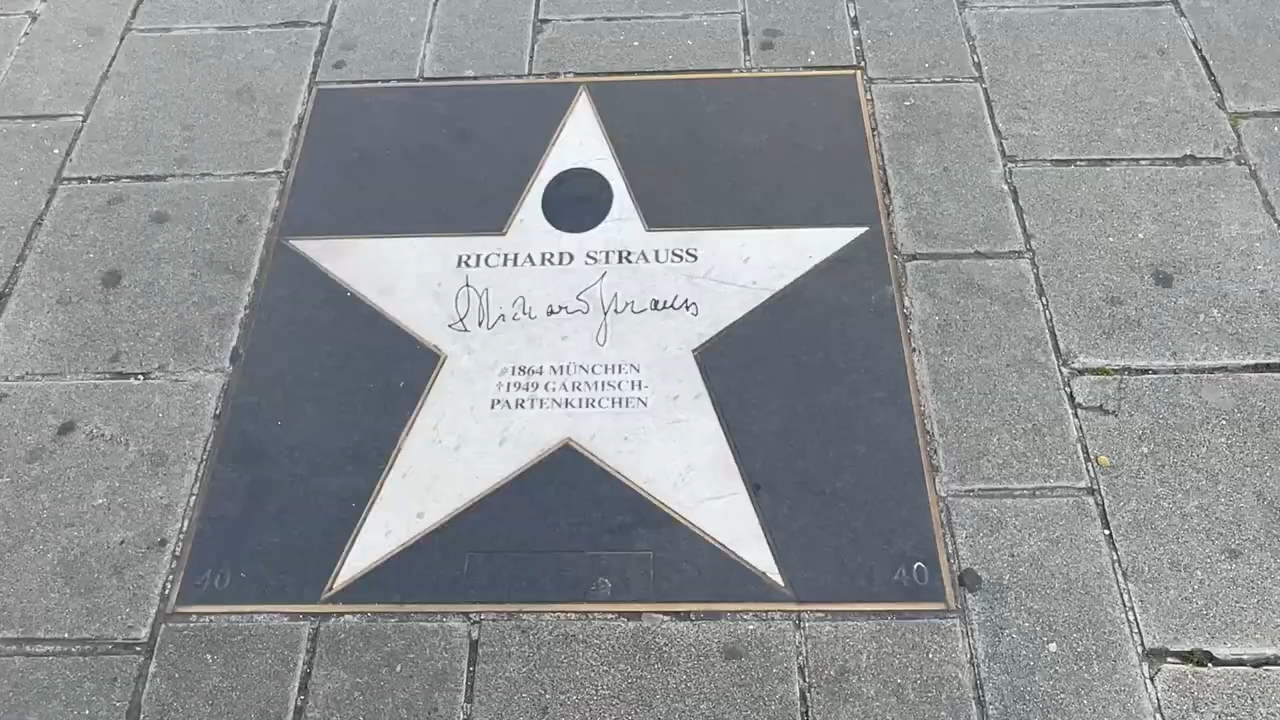 RICHARD STRAUSS
Richard Strauss
*1864 MÜNCHEN
†1949 GARMISCH-
PARTENKIRCHEN
40 40